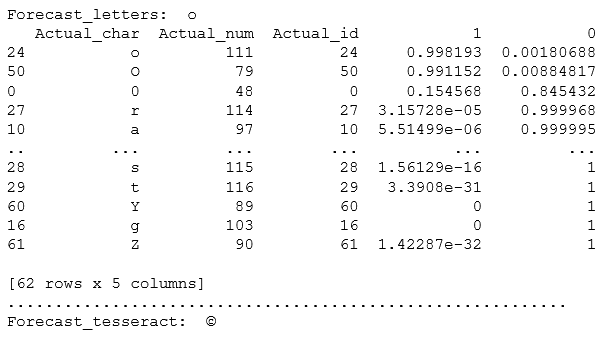 Forecast_letters:  o
Actual_char  Actual_num  Actual_id  1  0
24  o  111  24  0.998193  0.00180688
50  O  79  50  0.991152  0.00884817
0  0  48  0  0.154568  0.845432
27  r  114  27  3.15728e-05  0.999968
10  a  97  10  5.51499e-06  0.999995
..  ...  ...  ...  ...  ...
28  s  115  28  1.56129e-16  1
29  t  116  29  3.3908e-31  1
60  Y  89  60  0  1
16  g  103  16  0  1
61  Z  90  61  1.42287e-32  1
[62 rows x 5 columns]
........................................................
Forecast_tesseract:  ©